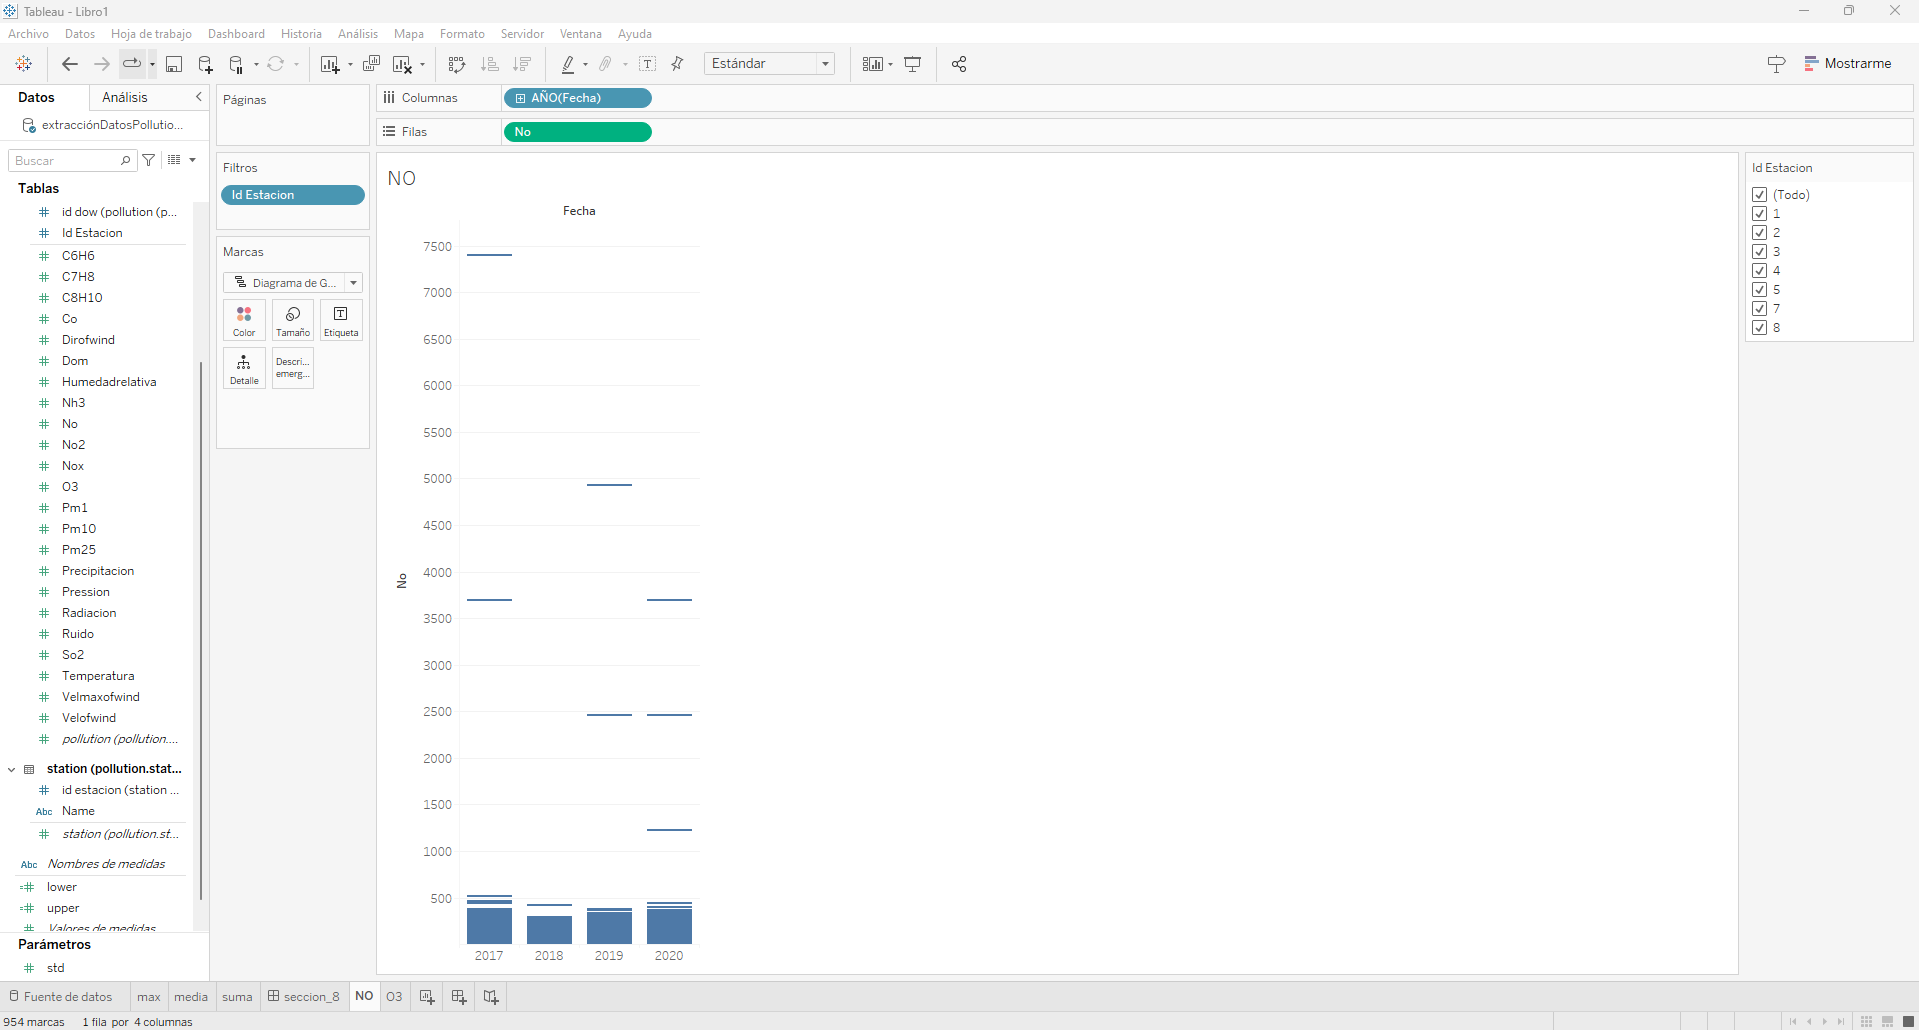 Tableau - Libro1
Archivo Datos Hoja de trabajo Dashboard Historia Análisis Mapa Formato Servidor Ventana Ayuda
Estándar
Mostrarme
Datos Análisis
extracciónDatosPollutio...
Buscar
Tablas
id dow (pollution (p...
Id Estacion
C6H6
C7H8
C8H10
Co
Dirofwind
Dom
Humedadrelativa
Nh3
No
No2
Nox
O3
Pm1
Pm10
Pm25
Precipitacion
Pression
Radiacion
Ruido
So2
Temperatura
Velmaxofwind
Velofwind
pollution (pollution....
station (pollution.stat...
id estacion (station ...
Abc Name
station (pollution.st...
Abc Nombres de medidas
lower
upper
Valores de medidas
Parámetros
std
Páginas
Filtros
Id Estacion
Marcas
Diagrama de G...
Color Tamaño Etiqueta
Detalle Descri... emerg...
Columnas AÑO(Fecha)
Filas No
NO
Fecha
7500
7000
6500
6000
5500
5000
4500
4000
3500
3000
2500
2000
1500
1000
500
No
2017 2018 2019 2020
Id Estacion
(Todo)
1
2
3
4
5
7
8
Fuente de datos max media suma seccion_8 NO O3
954 marcas 1 fila por 4 columnas